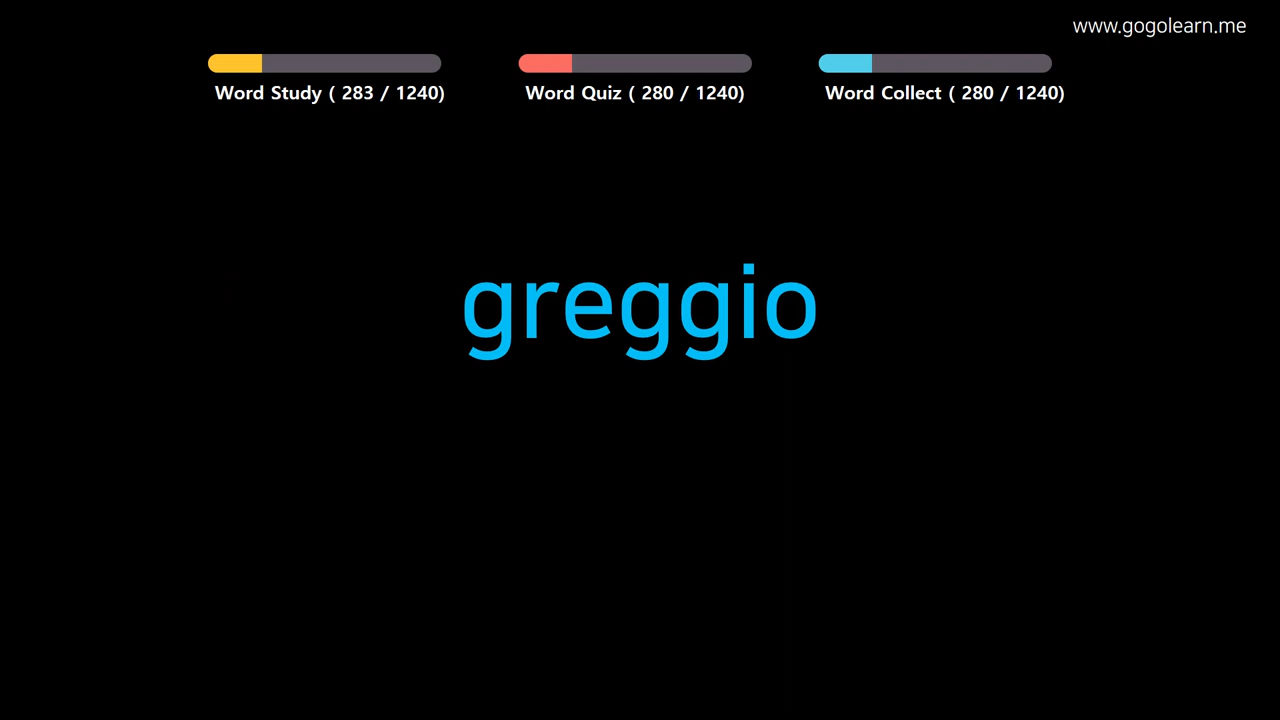 www.gogolearn.me
Word Study ( 283 / 1240)
Word Quiz ( 280 / 1240)
Word Collect ( 280 / 1240)
greggio